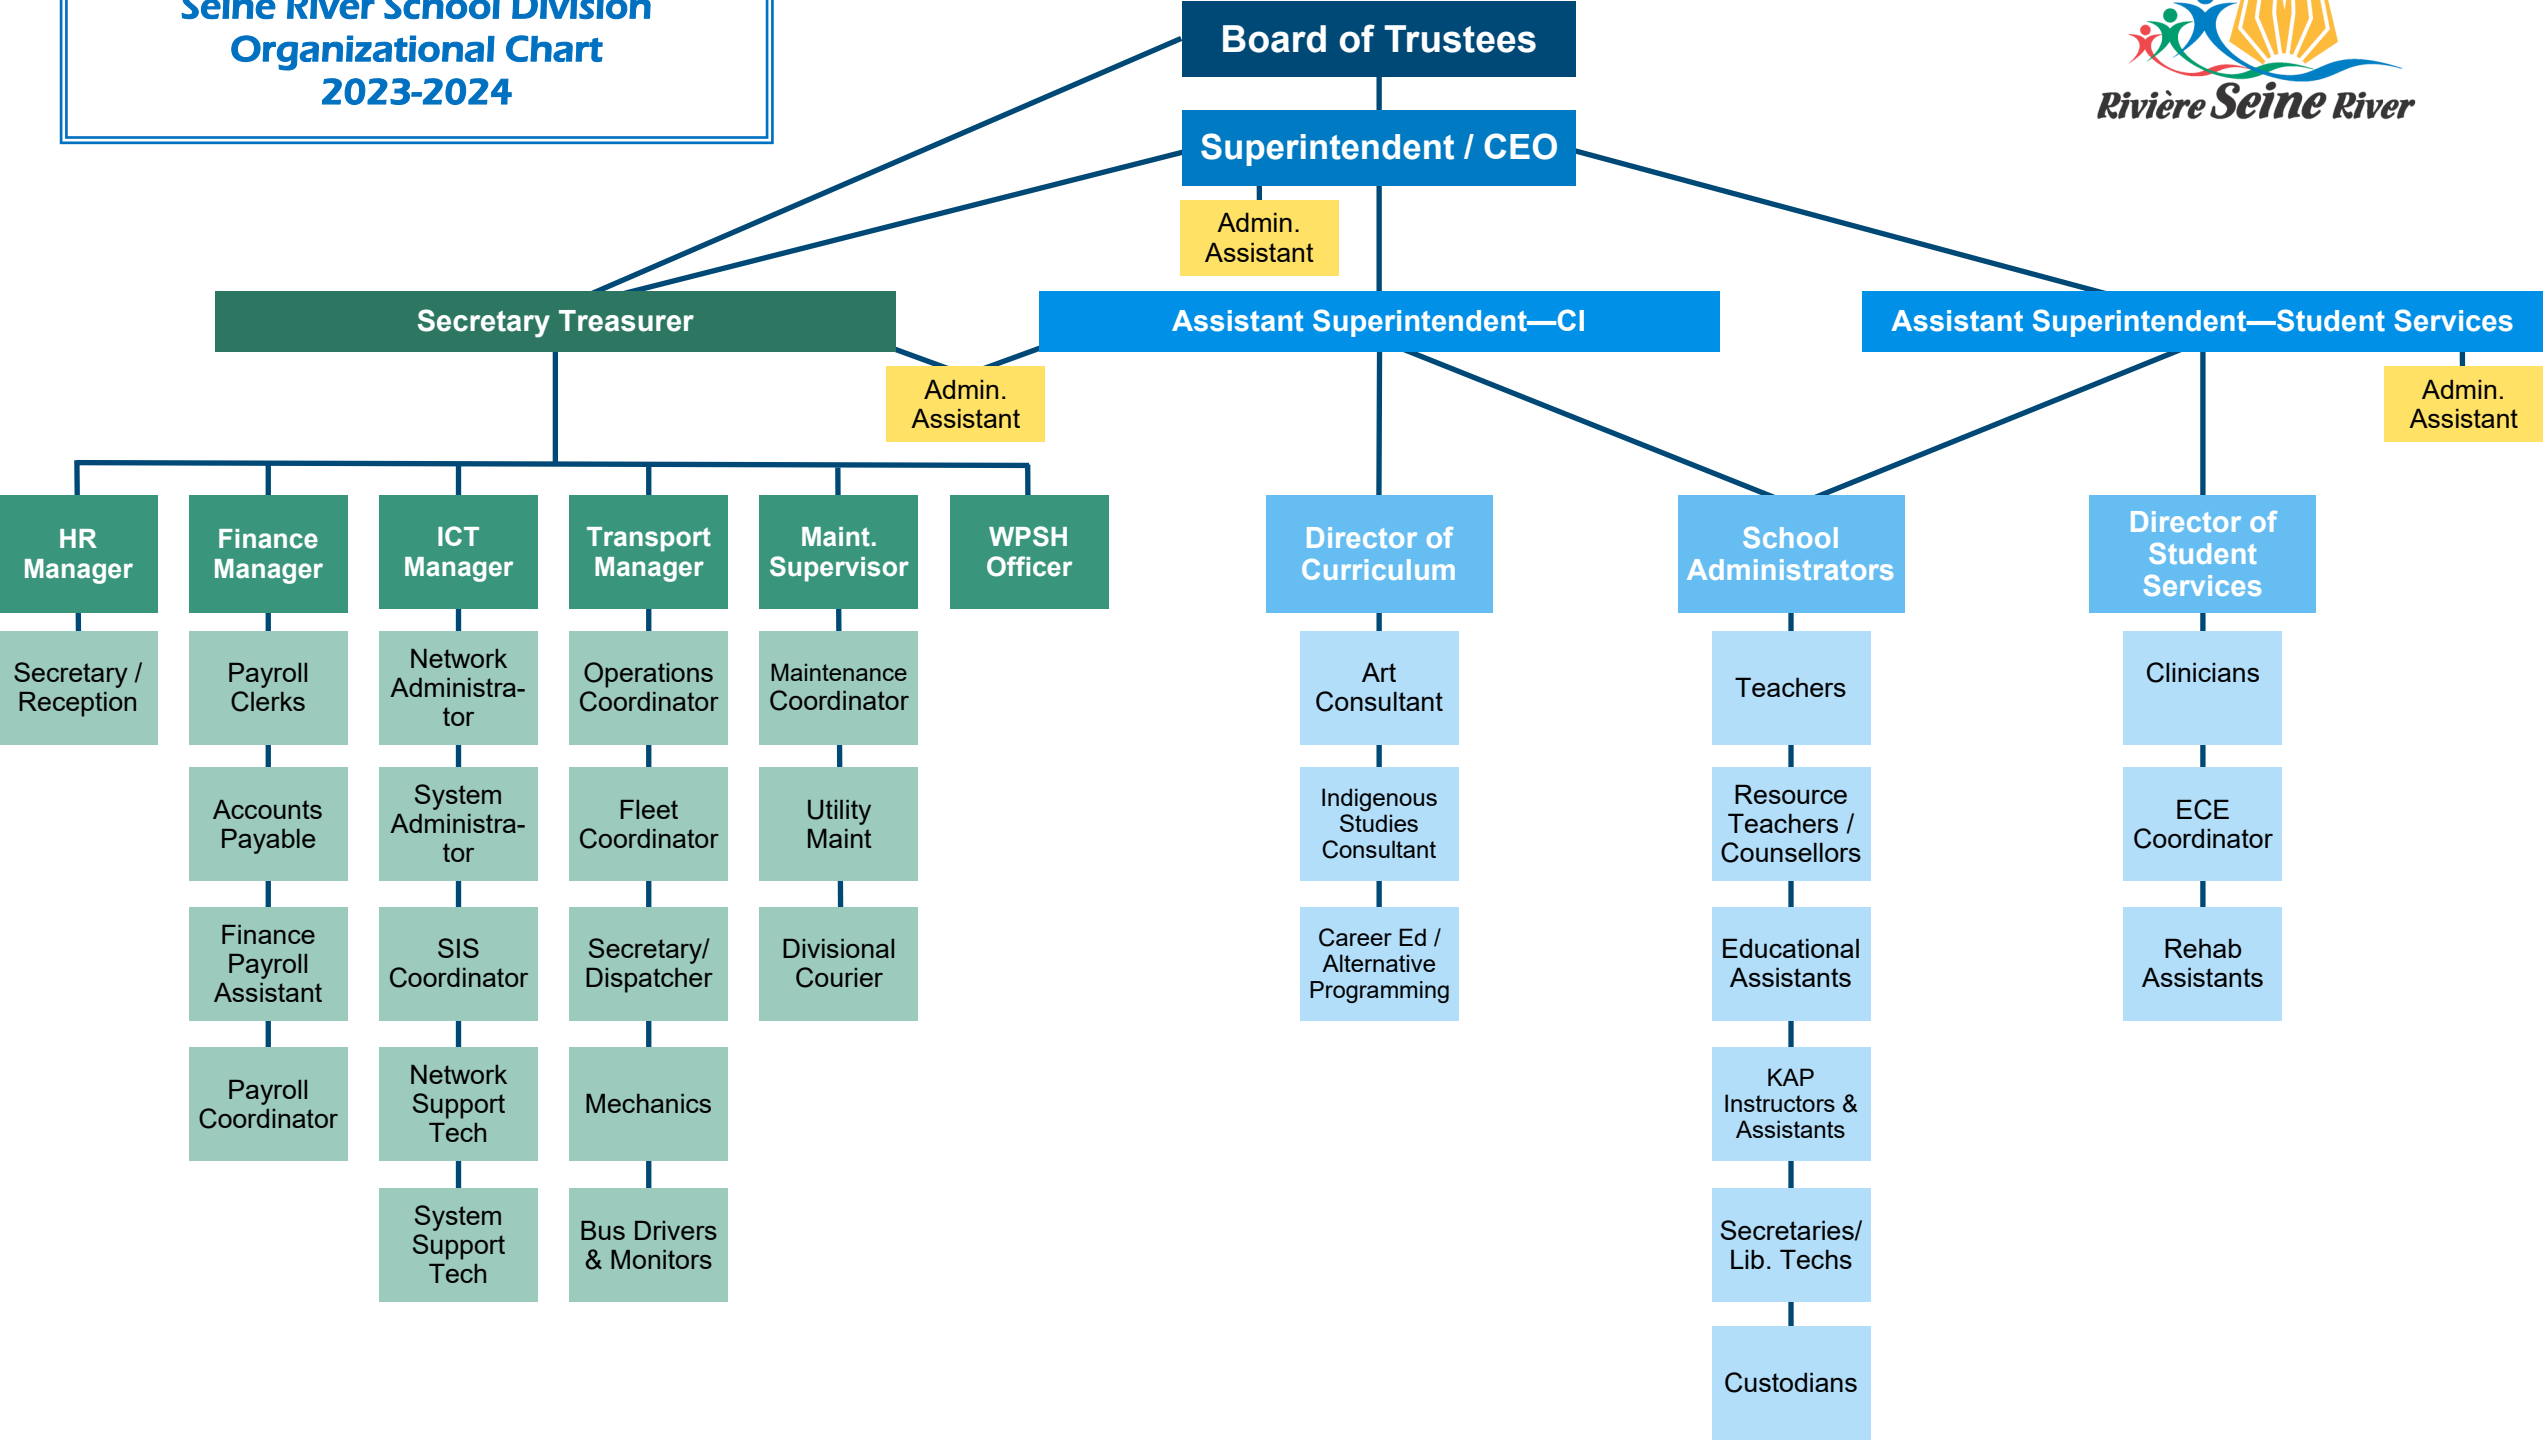 Seine River School Division
Organizational Chart
2023-2024
Rivière Seine River
Board of Trustees
Superintendent / CEO
Admin.
Assistant
Secretary Treasurer
Assistant Superintendent—CI
Assistant Superintendent—Student Services
Admin.
Assistant
Admin.
Assistant
HR
Manager
Finance
Manager
ICT
Manager
Transport
Manager
Maint.
Supervisor
WPSH
Officer
Director of
Curriculum
School
Administrators
Director of
Student
Services
Secretary /
Reception
Payroll
Clerks
Network
Administra-
tor
Operations
Coordinator
Maintenance
Coordinator
Art
Consultant
Teachers
Clinicians
Accounts
Payable
System
Administra-
tor
Fleet
Coordinator
Utility
Maint
Indigenous
Studies
Consultant
Resource
Teachers /
Counsellors
ECE
Coordinator
Finance
Payroll
Assistant
SIS
Coordinator
Secretary/
Dispatcher
Divisional
Courier
Career Ed /
Alternative
Programming
Educational
Assistants
Rehab
Assistants
Payroll
Coordinator
Network
Support
Tech
Mechanics
KAP
Instructors &
Assistants
System
Support
Tech
Bus Drivers
& Monitors
Secretaries/
Lib. Techs
Custodians